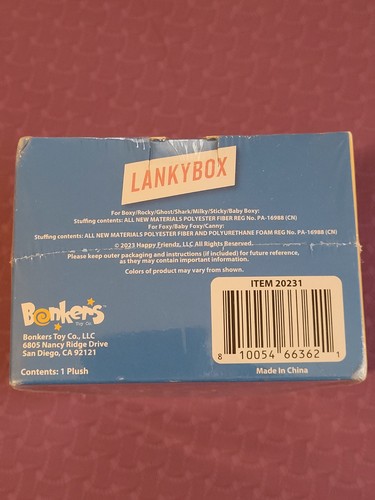 LANKYBOX
For Boxy/Rocky/Ghost/Shark/Milky/Sticky/Baby Boxy:
Stuffing contents: ALL NEW MATERIALS POLYESTER FIBER REG No. PA-16988 (CN)
For Foxy/Baby Foxy/Canny:
Stuffing contents: ALL NEW MATERIALS POLYESTER FIBER AND POLYURETHANE FOAM REG No. PA-16988 (CN)
© 2023 Happy Friendz, LLC All Rights Reserved.
Please keep outer packaging and instructions (if included) for future reference,
as they may contain important information.
Colors of product may vary from shown.
Bonkers
Toy Co.
Bonkers Toy Co., LLC
6805 Nancy Ridge Drive
San Diego, CA 92121
Contents: 1 Plush
ITEM 20231
8 10054 66362 1
Made In China